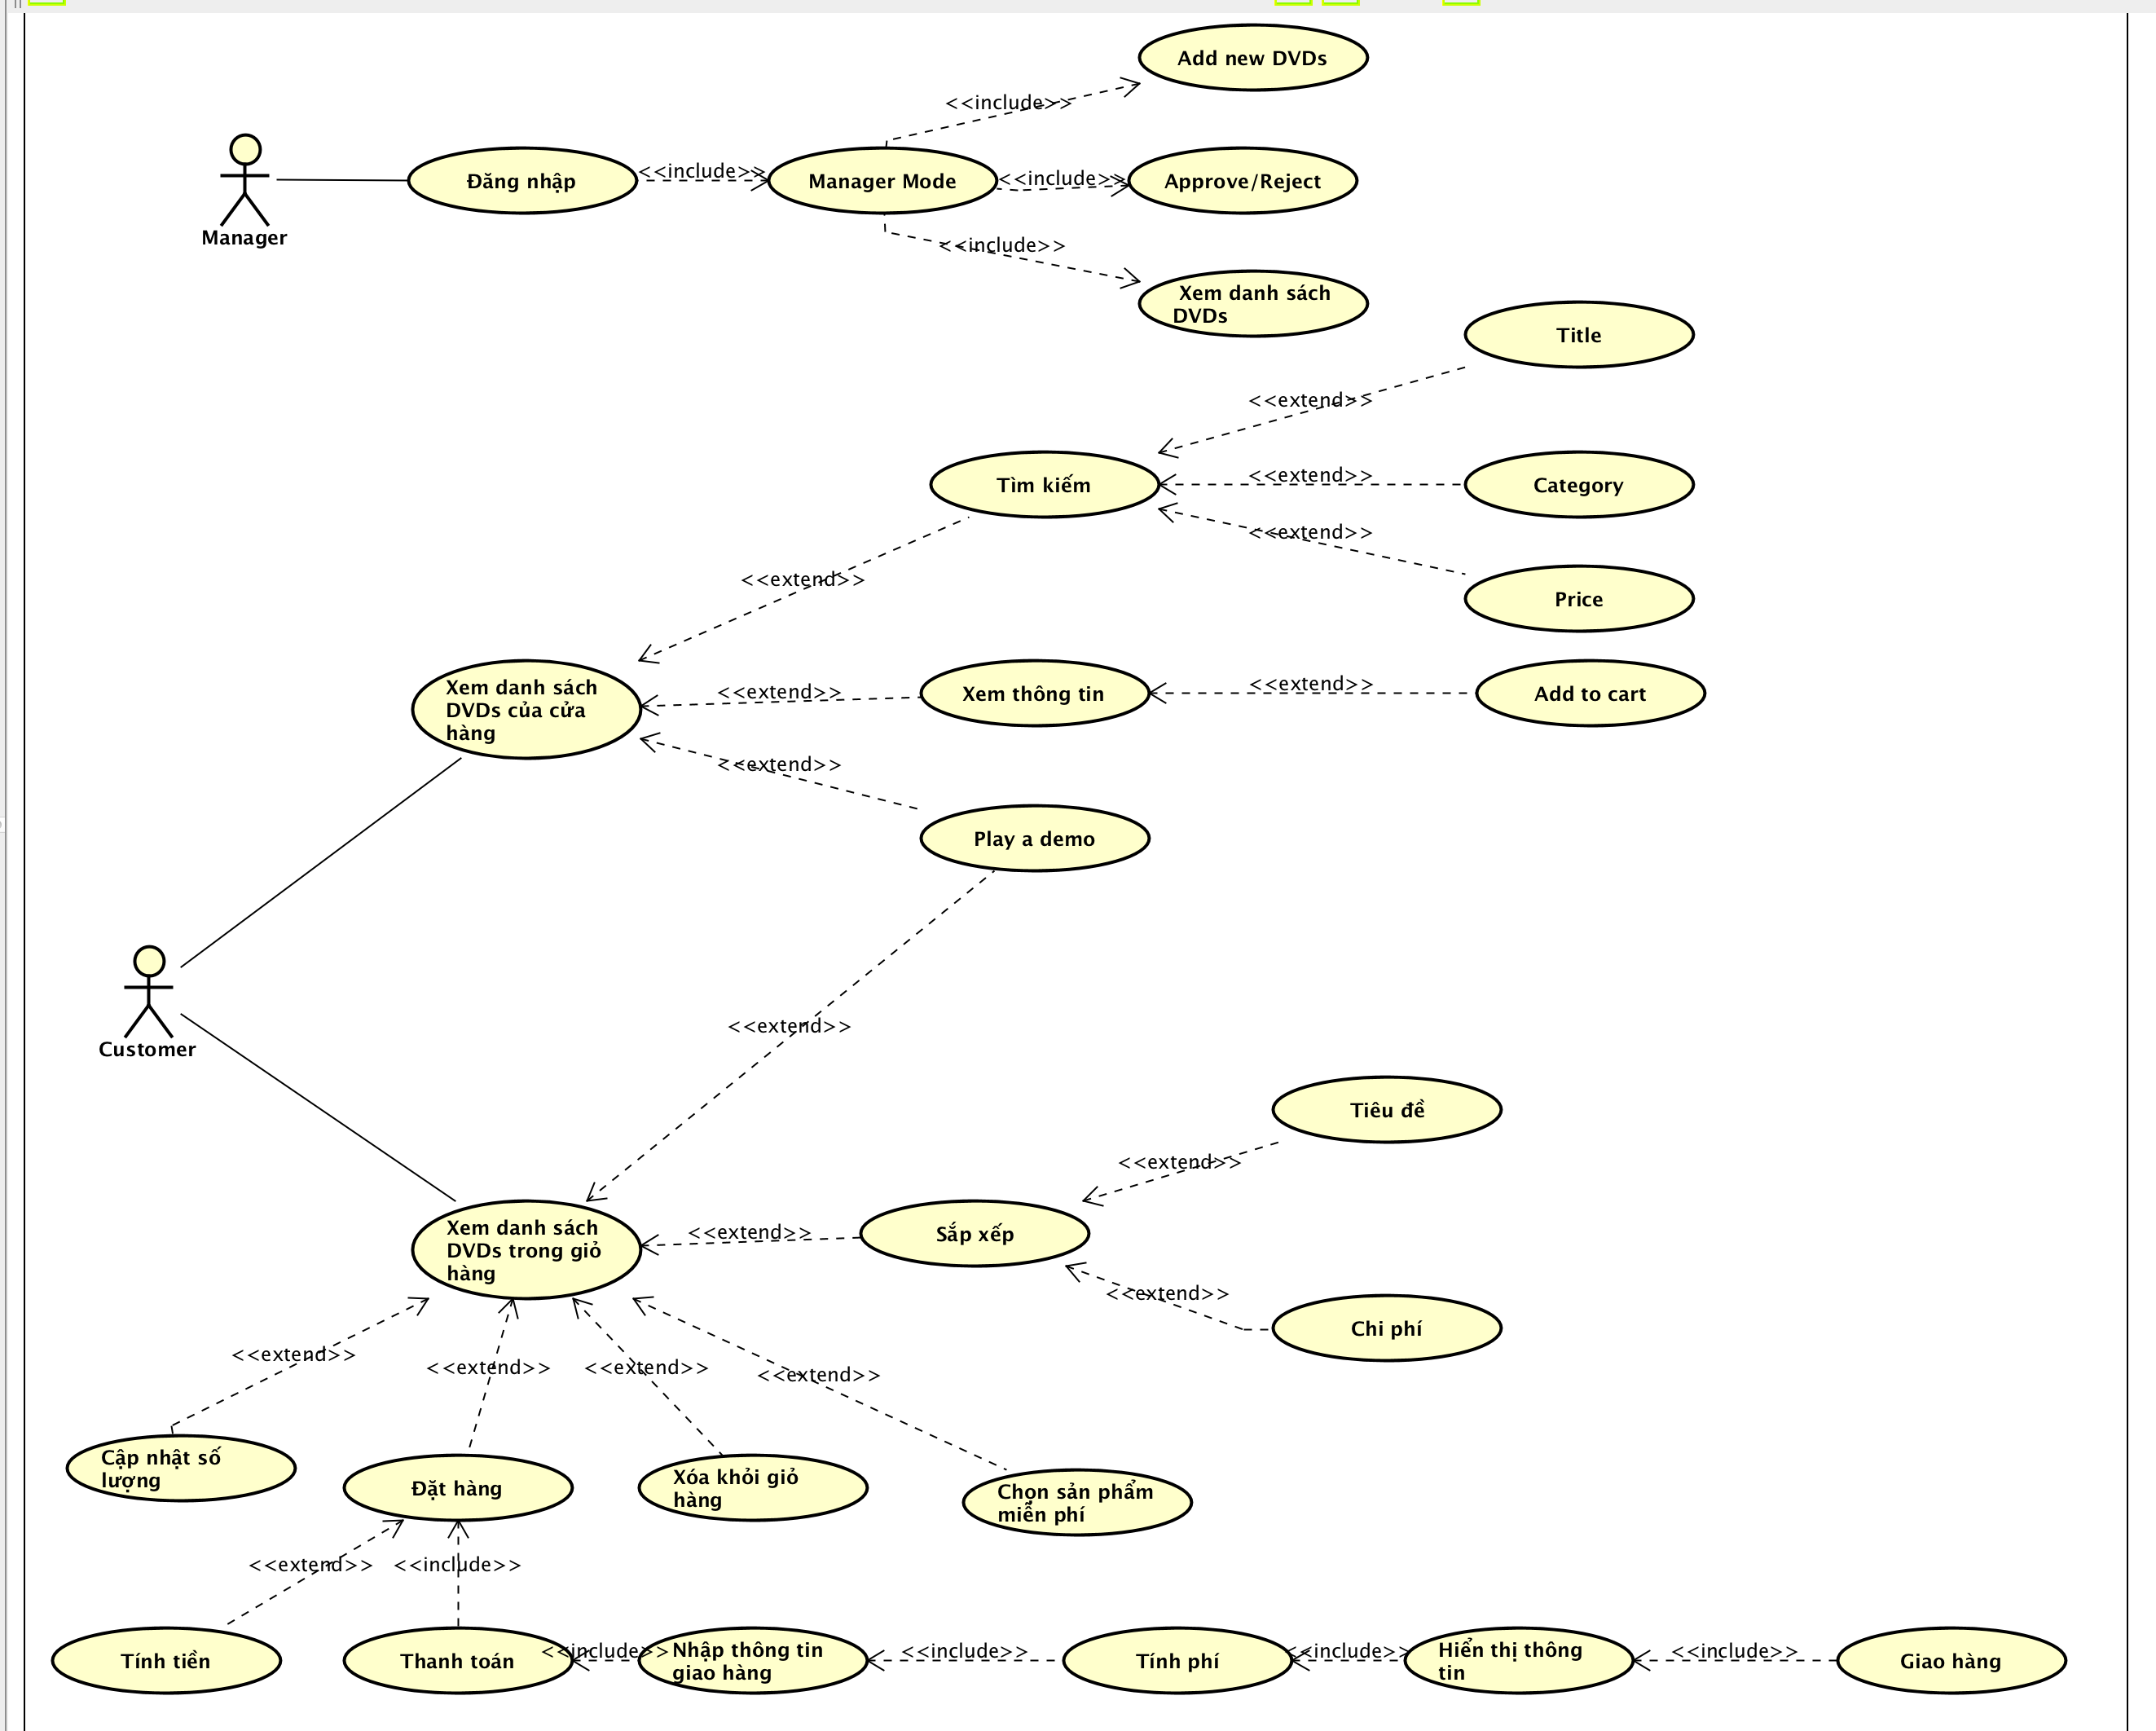 Add new DVDs
<<include>>
Đăng nhập
<<include>>
Manager Mode
<<include>>
Approve/Reject
Manager
<<include>>
Xem danh sách
DVDs
Title
<<extend>>
Tìm kiếm
<<extend>>
Category
<<extend>>
<<extend>>
Price
Xem danh sách
DVDs của cửa
hàng
<<extend>>
Xem thông tin
<<extend>>
Add to cart
<<extend>>
Play a demo
<<extend>>
Customer
Tiêu đề
<<extend>>
Xem danh sách
DVDs trong giỏ
hàng
<<extend>>
Sắp xếp
<<extend>>
Chi phí
<<extend>>
<<extend>>
<<extend>>
<<extend>>
Cập nhật số
lượng
Đặt hàng
Xóa khỏi giỏ
hàng
Chọn sản phẩm
miễn phí
<<extend>>
<<include>>
Tính tiền
Thanh toán
<<include>>
Nhập thông tin
giao hàng
<<include>>
Tính phí
<<include>>
Hiển thị thông
tin
<<include>>
Giao hàng